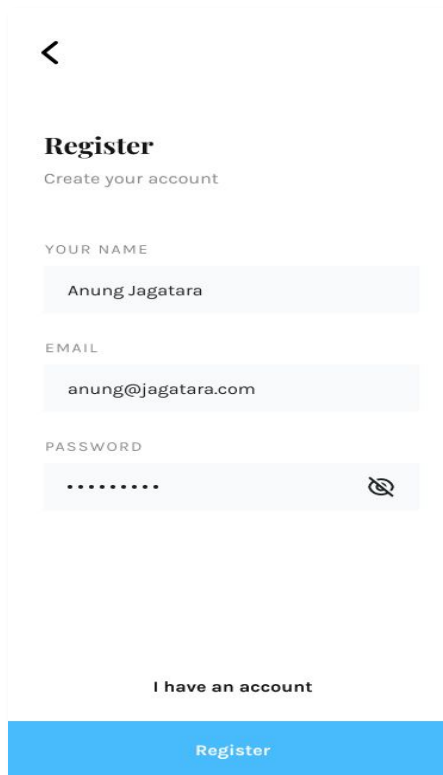 Register
Create your account
YOUR NAME
Anung Jagatara
EMAIL
anung@jagatara.com
PASSWORD
•••••••••
I have an account
Register